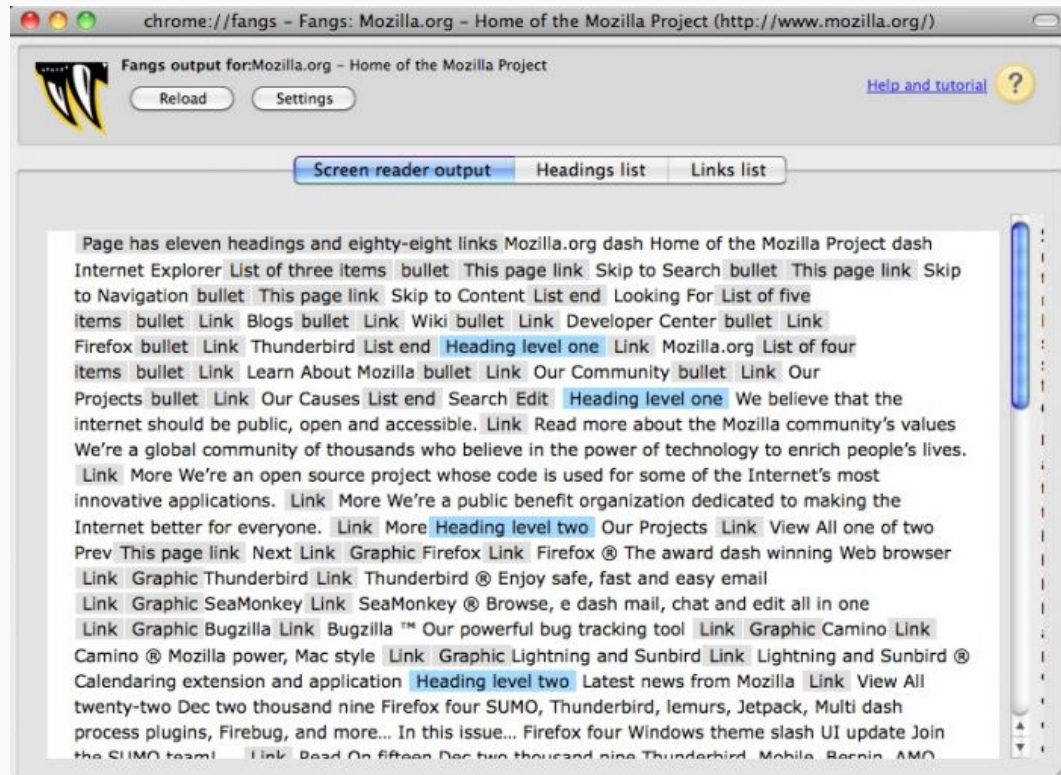 chrome://fangs – Fangs: Mozilla.org – Home of the Mozilla Project (http://www.mozilla.org/)
Fangs output for:Mozilla.org – Home of the Mozilla Project
Reload Settings
Help and tutorial ?
Screen reader output Headings list Links list
Page has eleven headings and eighty-eight links Mozilla.org dash Home of the Mozilla Project dash
Internet Explorer List of three items bullet This page link Skip to Search bullet This page link Skip
to Navigation bullet This page link Skip to Content List end Looking For List of five
items bullet Link Blogs bullet Link Wiki bullet Link Developer Center bullet Link
Firefox bullet Link Thunderbird List end Heading level one Link Mozilla.org List of four
items bullet Link Learn About Mozilla bullet Link Our Community bullet Link Our
Projects bullet Link Our Causes List end Search Edit Heading level one We believe that the
internet should be public, open and accessible. Link Read more about the Mozilla community's values
We're a global community of thousands who believe in the power of technology to enrich people's lives.
Link More We're an open source project whose code is used for some of the Internet's most
innovative applications. Link More We're a public benefit organization dedicated to making the
Internet better for everyone. Link More Heading level two Our Projects Link View All one of two
Prev This page link Next Link Graphic Firefox Link Firefox ® The award dash winning Web browser
Link Graphic Thunderbird Link Thunderbird ® Enjoy safe, fast and easy email
Link Graphic SeaMonkey Link SeaMonkey ® Browse, e dash mail, chat and edit all in one
Link Graphic Bugzilla Link Bugzilla ™ Our powerful bug tracking tool Link Graphic Camino Link
Camino ® Mozilla power, Mac style Link Graphic Lightning and Sunbird Link Lightning and Sunbird ®
Calendaring extension and application Heading level two Latest news from Mozilla Link View All
twenty-two Dec two thousand nine Firefox four SUMO, Thunderbird, lemurs, Jetpack, Multi dash
process plugins, Firebug, and more... In this issue... Firefox four Windows theme slash UI update Join
the SUMO team! ... Link Read On fifteen Dec two thousand nine Thunderbird, Mobile, Bespin, AMO,